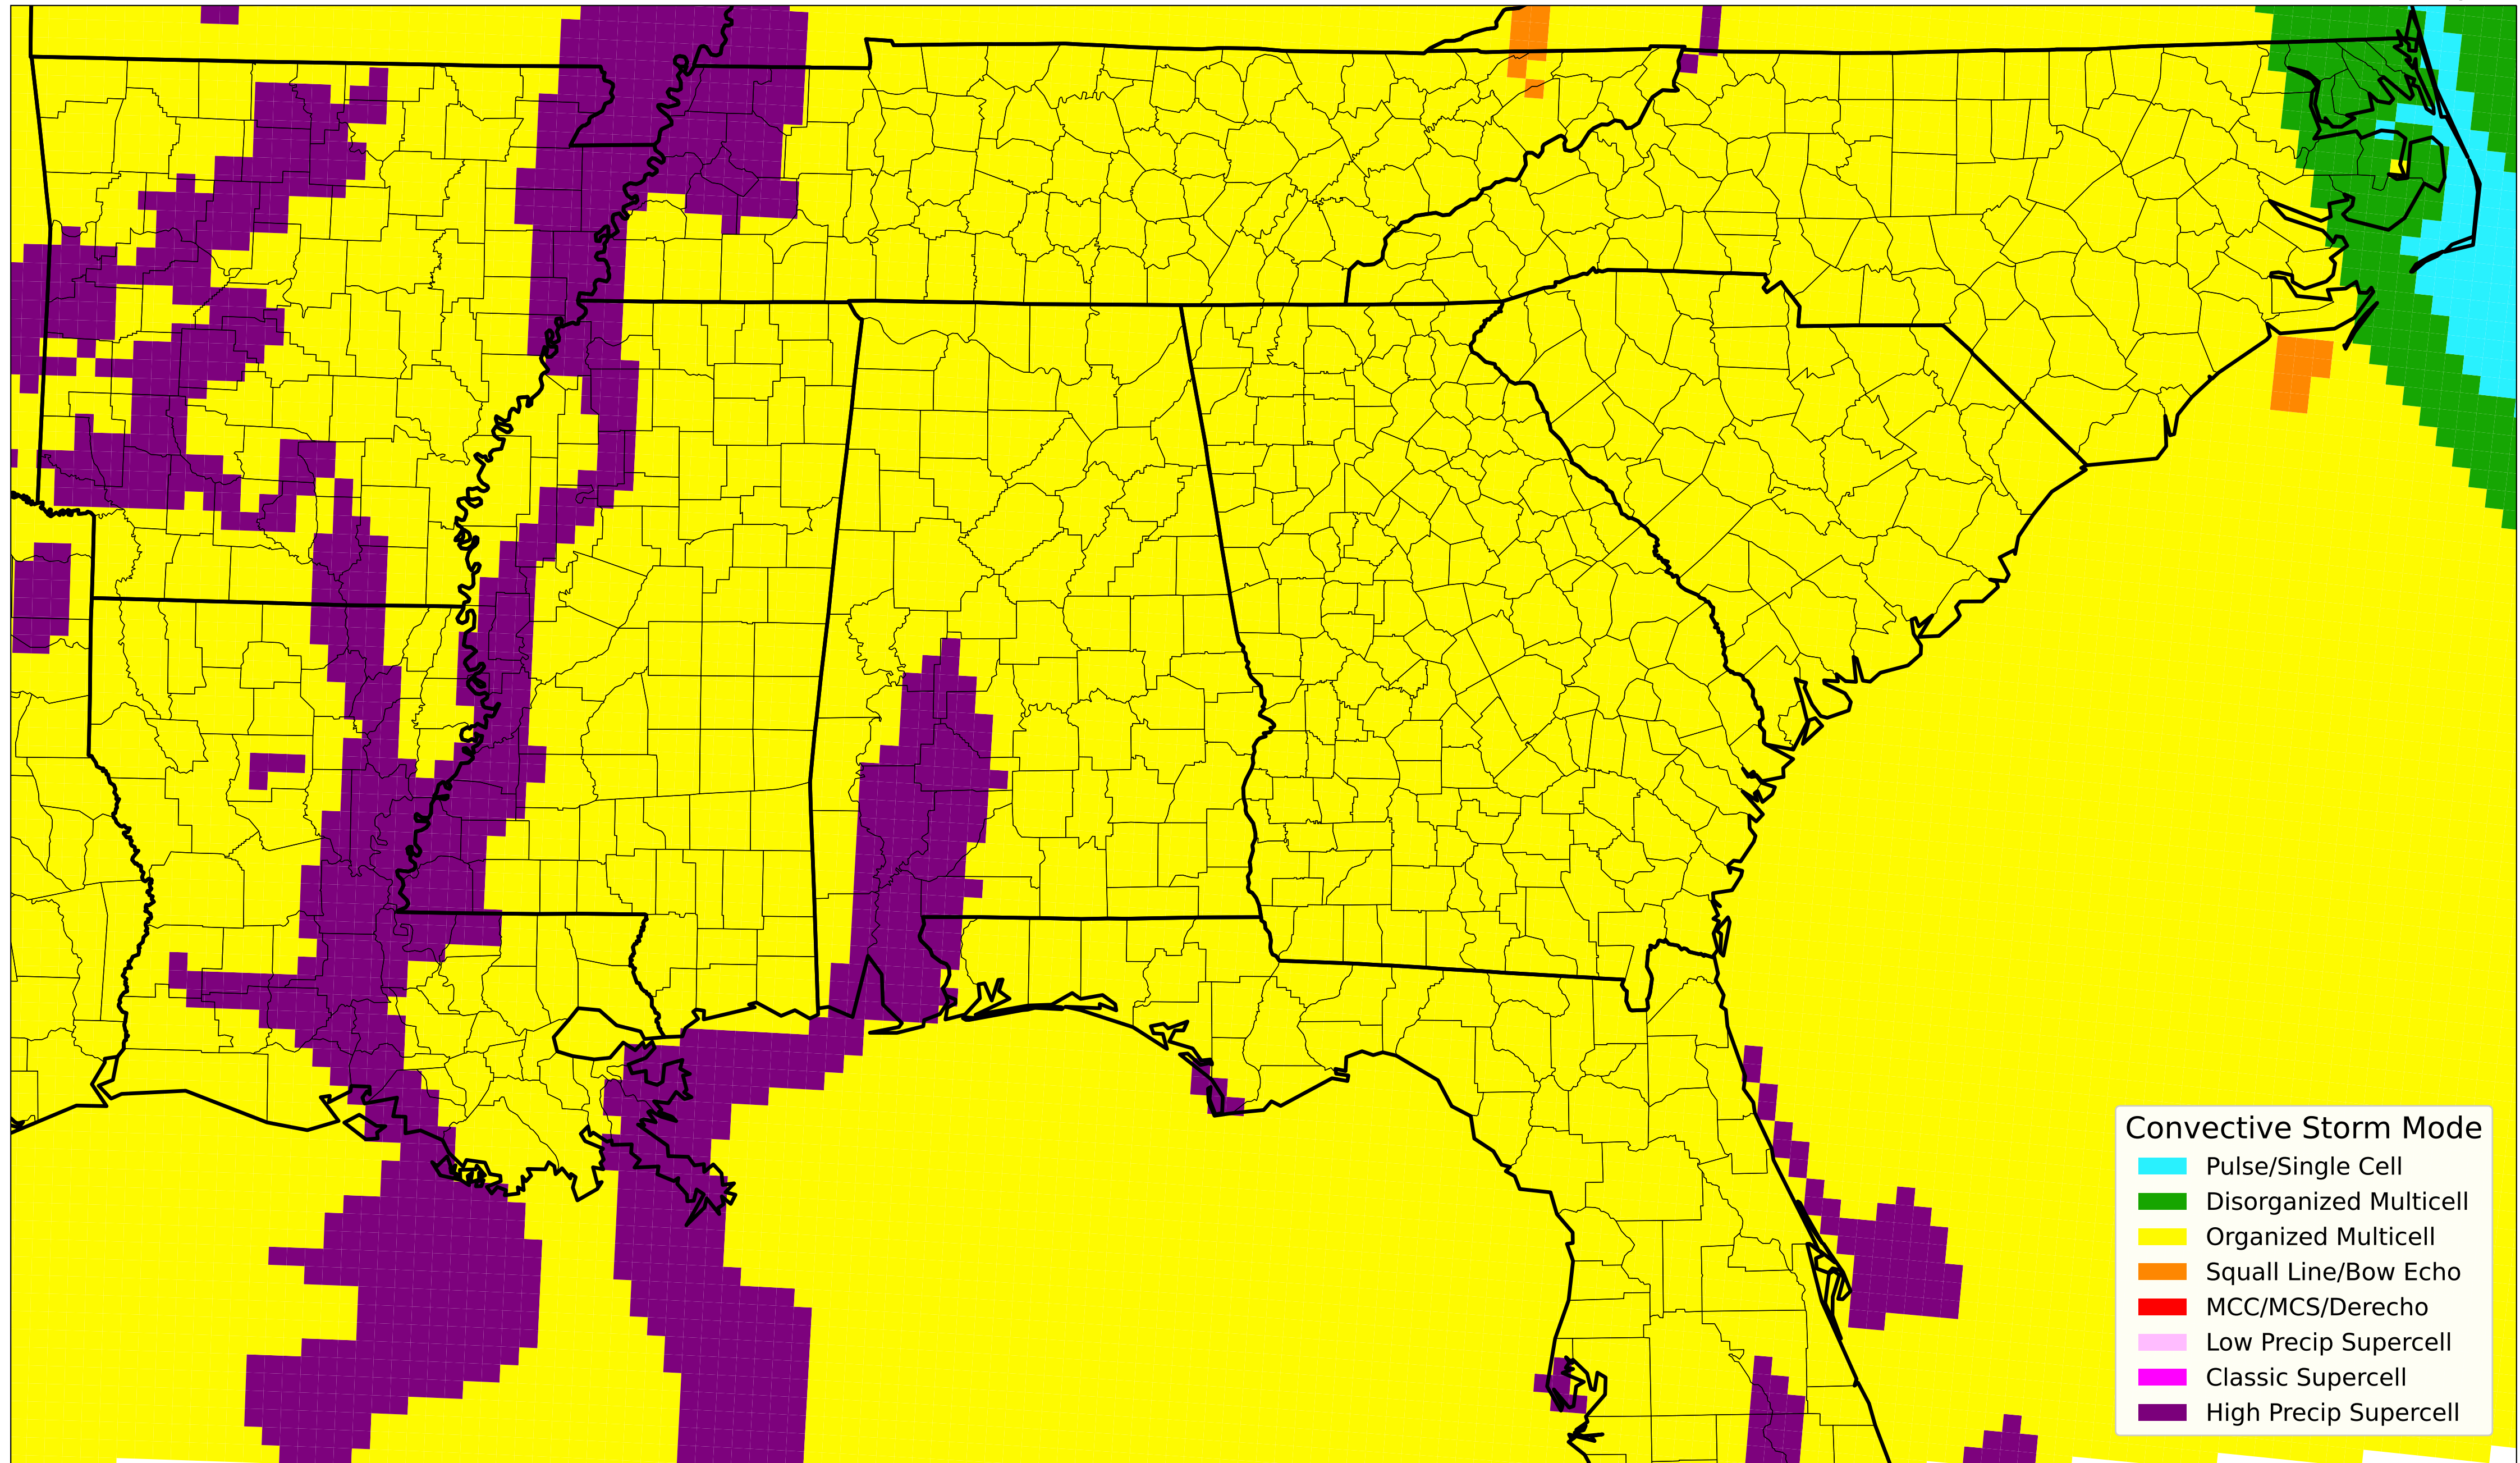 Convective Storm Mode
Pulse/Single Cell
Disorganized Multicell
Organized Multicell
Squall Line/Bow Echo
MCC/MCS/Derecho
Low Precip Supercell
Classic Supercell
High Precip Supercell